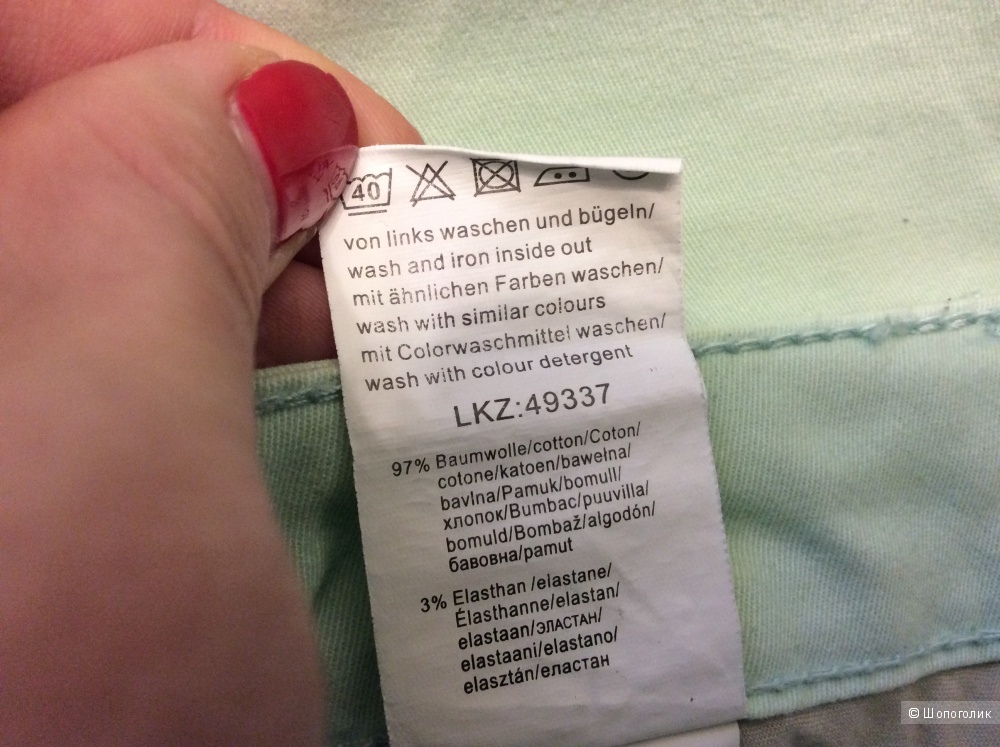 40
von links waschen und bügeln/
wash and iron inside out
mit ähnlichen Farben waschen/
wash with similar colours
mit Colorwaschmittel waschen/
wash with colour detergent
LKZ:49337
97% Baumwolle/cotton/Coton/
cotone/katoen/bawełna/
bavlna/Pamuk/bomull/
хлопок/Bumbac/puuvilla/
bomuld/Bombaž/algodón/
бавовна/pamut
3% Elasthan /elastane/
Élasthanne/elastan/
elastaan/ЭЛАСТАН/
elastaani/elastano/
elasztán/еластан
© Шопоголик